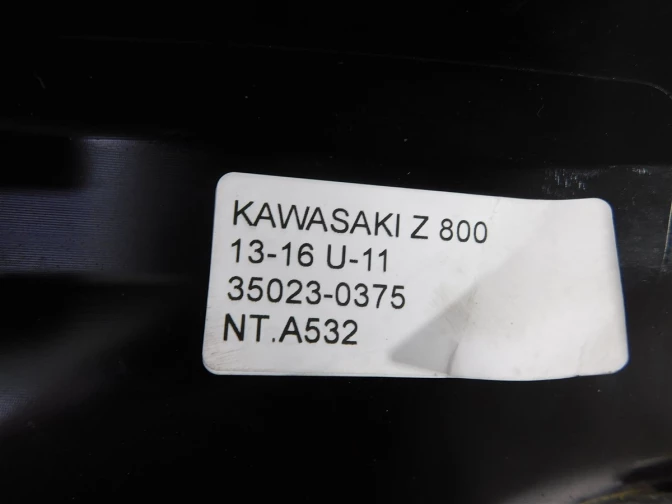 KAWASAKI Z 800
13-16 U-11
35023-0375
NT.A532